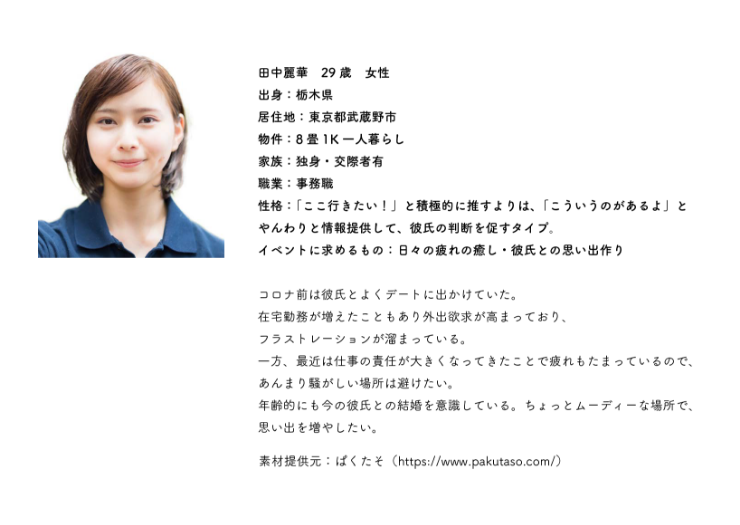 田中麗華　29歳　女性
出身：栃木県
居住地：東京都武蔵野市
物件：8畳1K一人暮らし
家族：独身・交際者有
職業：事務職
性格：「ここ行きたい！」と積極的に推すよりは、「こういうのがあるよ」と
やんわりと情報提供して、彼氏の判断を促すタイプ。
イベントに求めるもの：日々の疲れの癒し・彼氏との思い出作り
コロナ前は彼氏とよくデートに出かけていた。
在宅勤務が増えたこともあり外出欲求が高まっており、
フラストレーションが溜まっている。
一方、最近は仕事の責任が大きくなってきたことで疲れもたまっているので、
あんまり騒がしい場所は避けたい。
年齢的にも今の彼氏との結婚を意識している。ちょっとムーディーな場所で、
思い出を増やしたい。
素材提供元：ぱくたそ（https://www.pakutaso.com/）